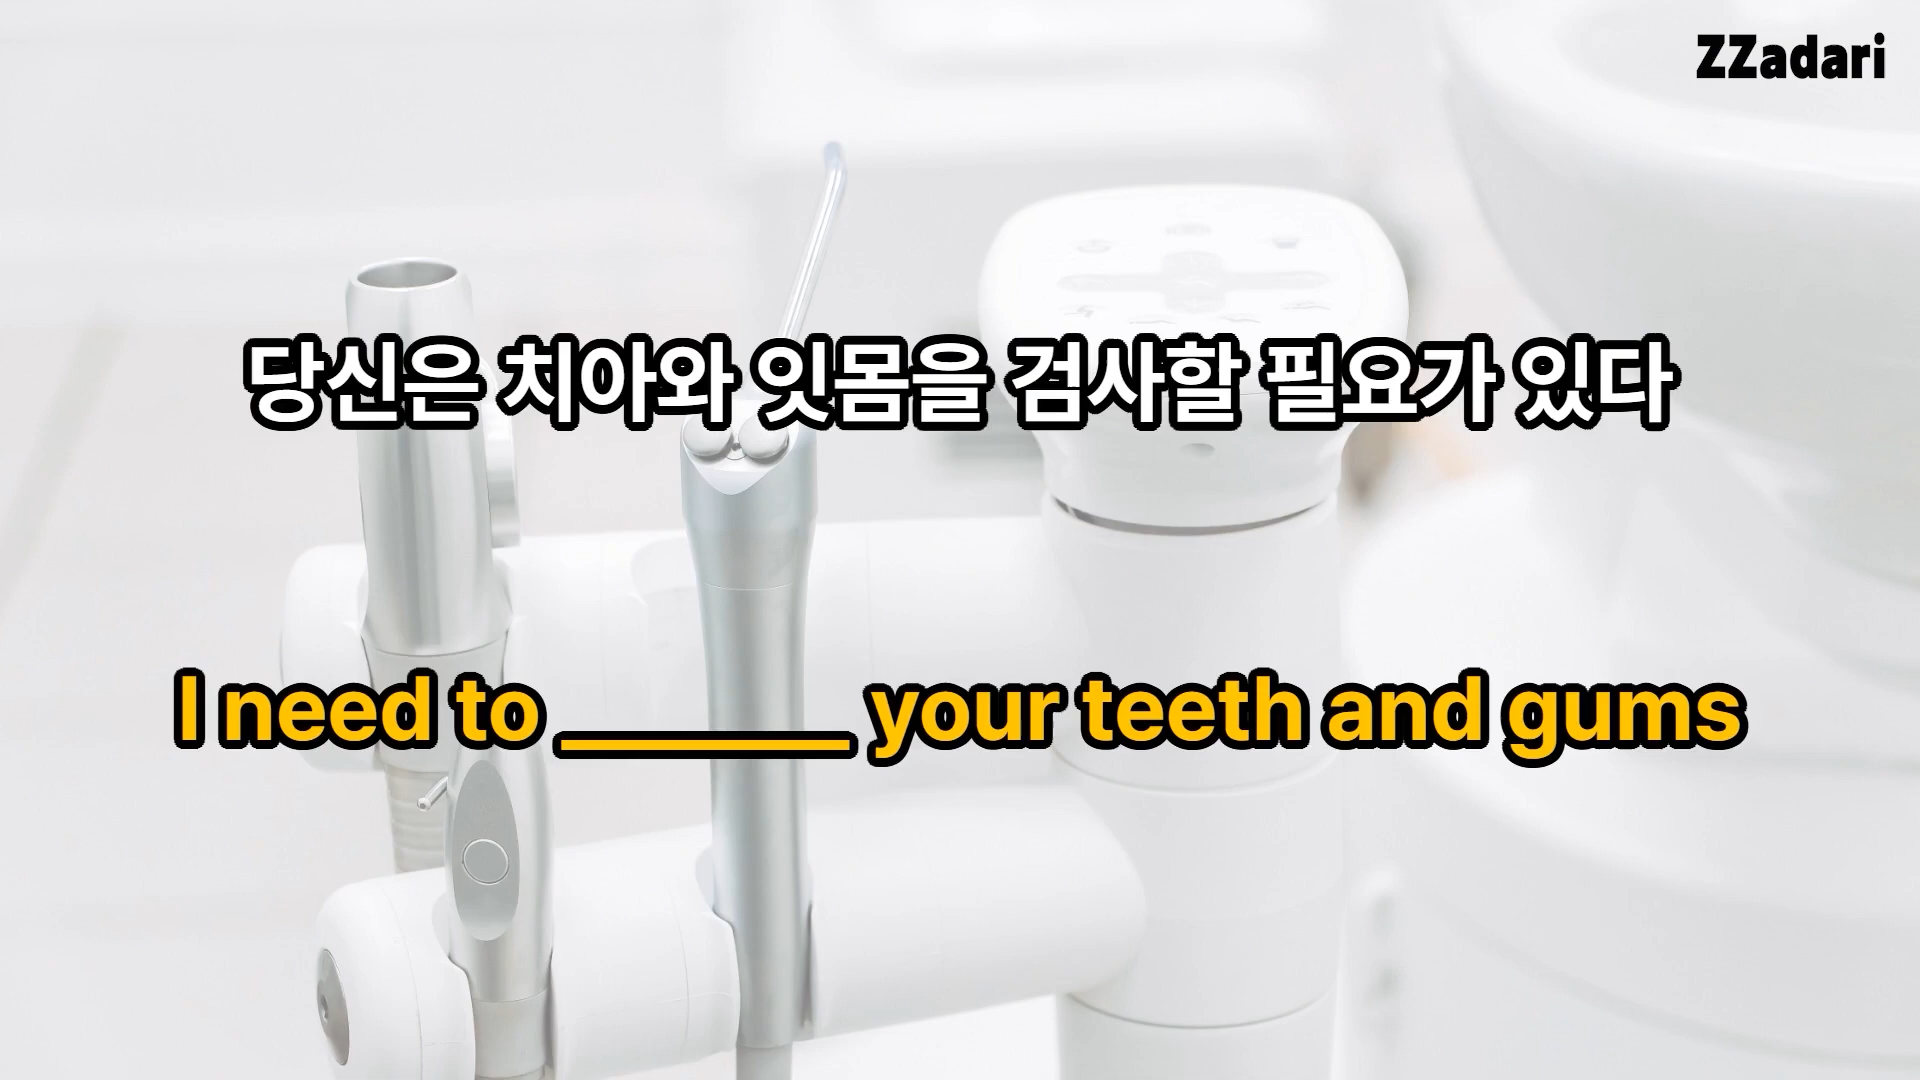 ZZadari
당신은 치아와 잇몸을 검사할 필요가 있다
I need to ______ your teeth and gums